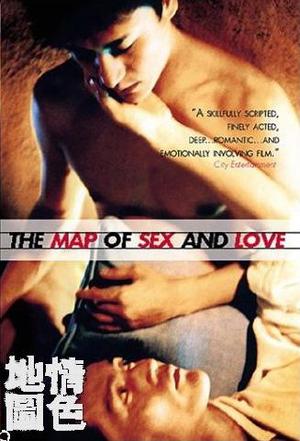 "A SKILLFULLY SCRIPTED,
FINELY ACTED,
DEEP...ROMANTIC...AND
EMOTIONALLY INVOLVING FILM."
City Entertainment
THE MAP OF SEX AND LOVE
情色
地圖